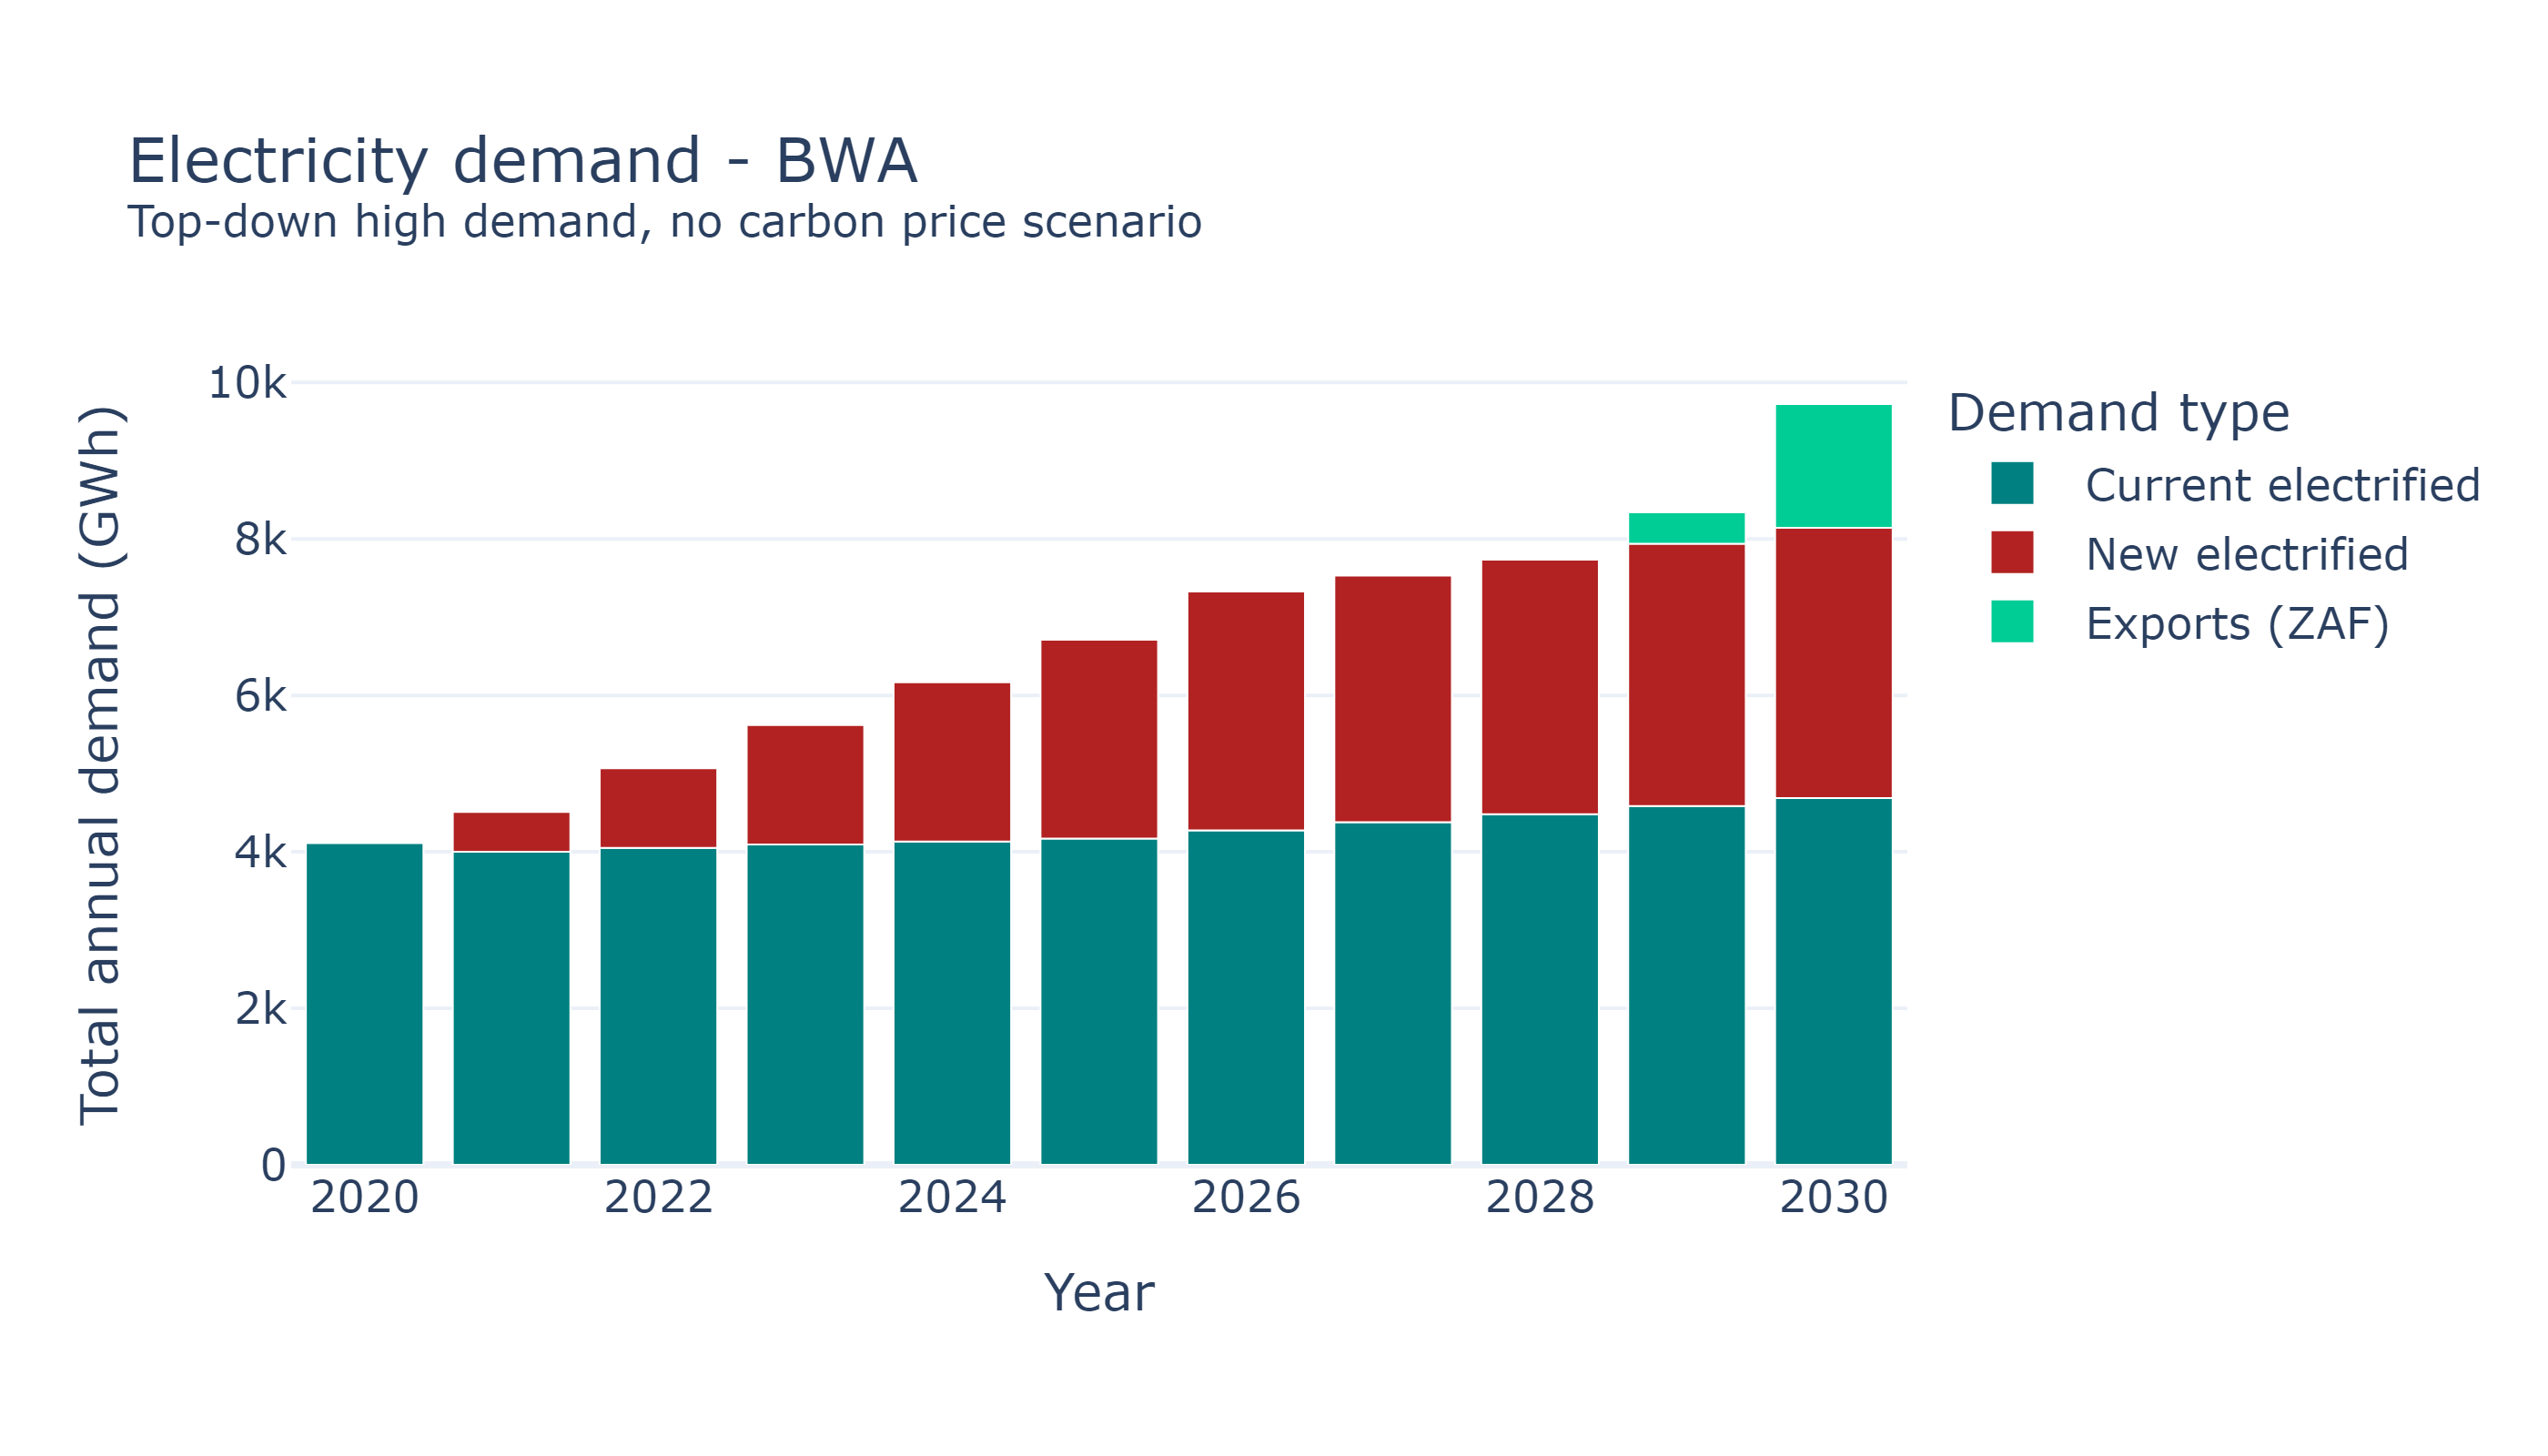 Electricity demand - BWA
Top-down high demand, no carbon price scenario
Total annual demand (GWh)
10k
8k
6k
4k
2k
0
2020
2022
2024
2026
2028
2030
Year
Demand type
Current electrified
New electrified
Exports (ZAF)